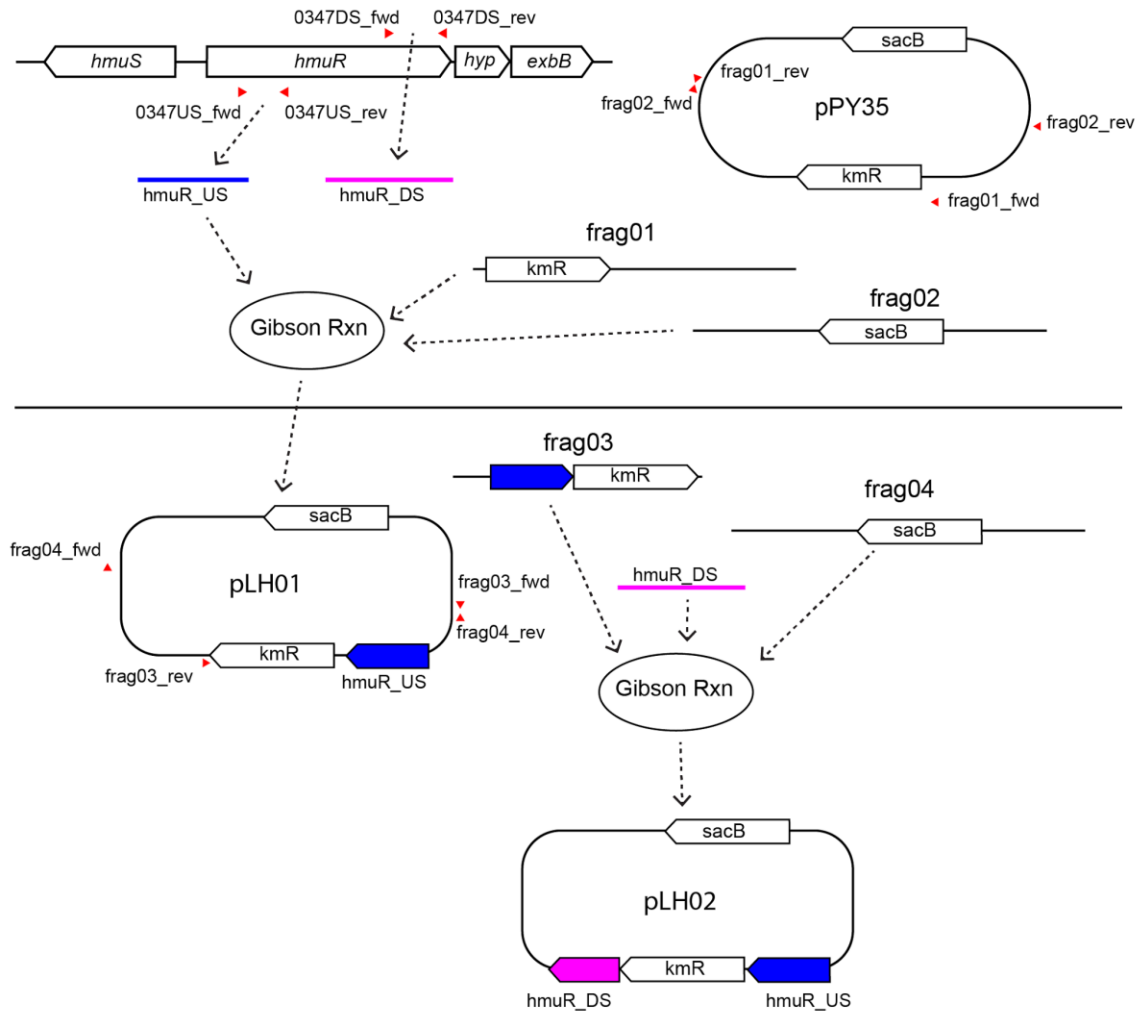 0347DS_fwd
0347DS_rev
hmuS
hmuR
hyp
exbB
0347US_fwd
0347US_rev
hmuR_US
hmuR_DS
sacB
frag01_rev
frag02_fwd
pPY35
frag02_rev
kmR
frag01_fwd
frag01
kmR
frag02
sacB
Gibson Rxn
frag03
kmR
frag04
sacB
sacB
frag04_fwd
pLH01
frag03_fwd
frag04_rev
kmR
frag03_rev
hmuR_US
hmuR_DS
Gibson Rxn
sacB
pLH02
kmR
hmuR_DS
hmuR_US